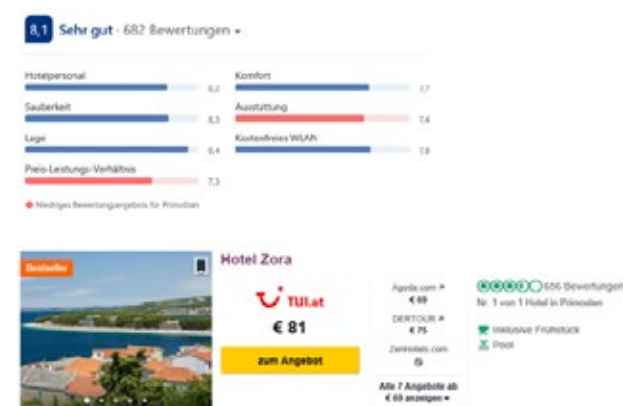 8,1 Sehr gut · 682 Bewertungen
Hotelpersonal 8,2
Komfort 7,7
Sauberkeit 8,3
Ausstattung 7,4
Lage 9,4
Kostenfreies WLAN 7,8
Preis-Leistungs-Verhältnis 7,3
Niedriges Bewertungsergebnis für Primošten
Bestseller
Hotel Zora
TUI.at
€ 81
zum Angebot
Agoda.com
€ 69
DERTOUR
€ 75
ZenHotels.com
Alle 7 Angebote ab
€ 69 anzeigen
656 Bewertungen
Nr. 1 von 1 Hotel in Primosten
Inklusive Frühstück
Pool